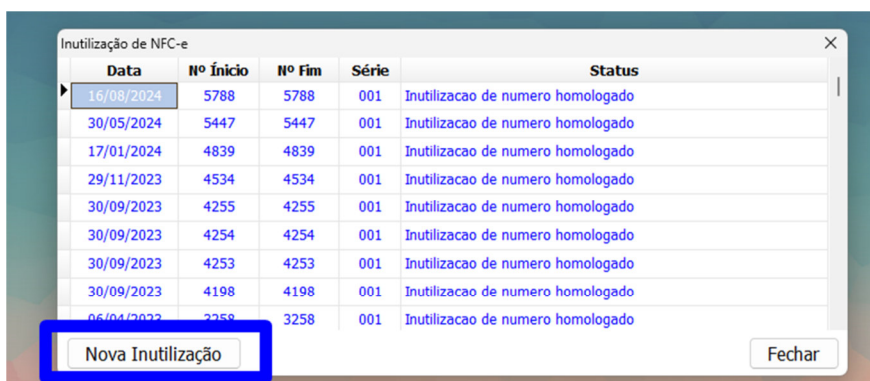 Inutilização de NFC-e
Data Nº Ínicio Nº Fim Série Status
16/08/2024 5788 5788 001 Inutilizacao de numero homologado
30/05/2024 5447 5447 001 Inutilizacao de numero homologado
17/01/2024 4839 4839 001 Inutilizacao de numero homologado
29/11/2023 4534 4534 001 Inutilizacao de numero homologado
30/09/2023 4255 4255 001 Inutilizacao de numero homologado
30/09/2023 4254 4254 001 Inutilizacao de numero homologado
30/09/2023 4253 4253 001 Inutilizacao de numero homologado
30/09/2023 4198 4198 001 Inutilizacao de numero homologado
06/04/2023 3258 3258 001 Inutilizacao de numero homologado
Nova Inutilização Fechar